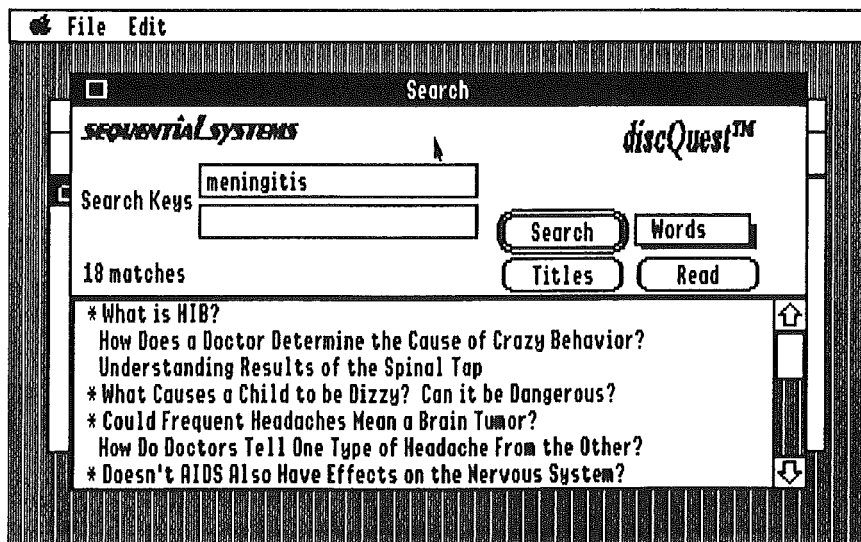 File Edit
Search
SEQUENTIAL SYSTEMS
discQuest™
Search Keys
meningitis
Search
Words
18 matches
Titles
Read
* What is HIB?
How Does a Doctor Determine the Cause of Crazy Behavior?
Understanding Results of the Spinal Tap
* What Causes a Child to be Dizzy? Can it be Dangerous?
* Could Frequent Headaches Mean a Brain Tumor?
How Do Doctors Tell One Type of Headache From the Other?
* Doesn't AIDS Also Have Effects on the Nervous System?